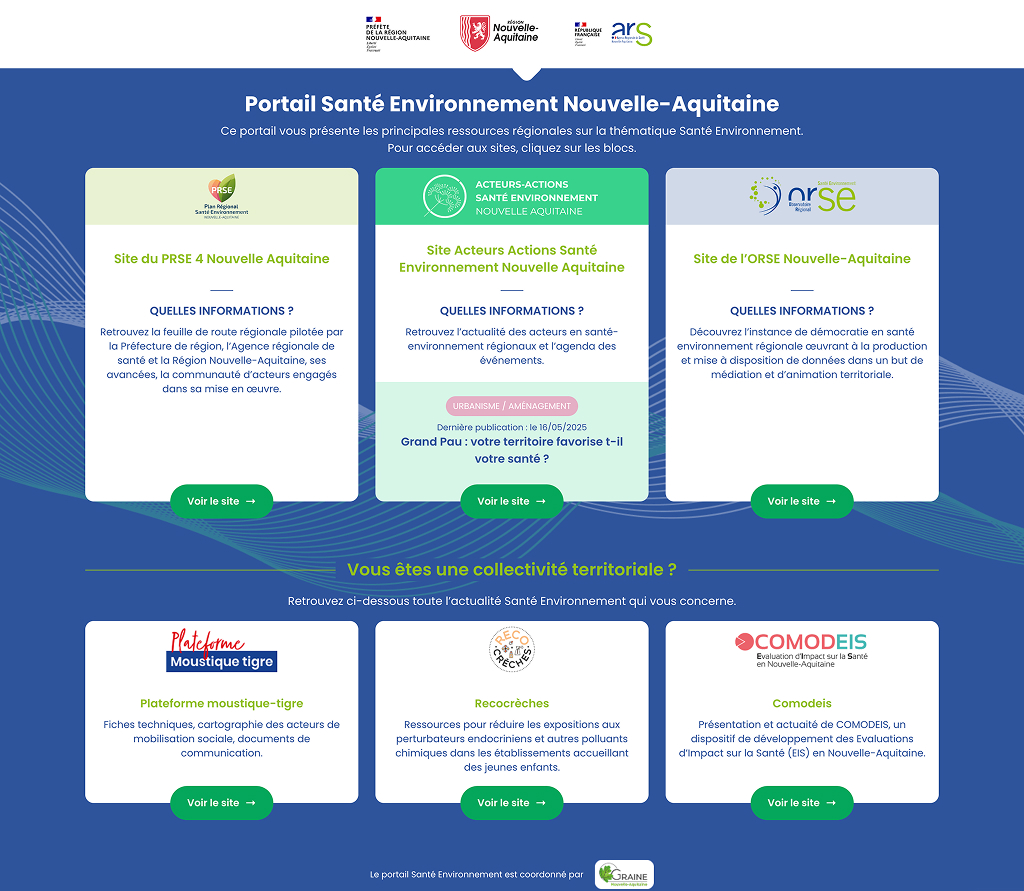 PRÉFÈTE
DE LA RÉGION
NOUVELLE-AQUITAINE
Liberté
Égalité
Fraternité
RÉGION
Nouvelle-
Aquitaine
RÉPUBLIQUE
FRANÇAISE
Liberté
Égalité
Fraternité
ars
Portail Santé Environnement Nouvelle-Aquitaine
Ce portail vous présente les principales ressources régionales sur la thématique Santé Environnement.
Pour accéder aux sites, cliquez sur les blocs.
PRSE
Plan Régional
Santé Environnement
NOUVELLE-AQUITAINE
Site du PRSE 4 Nouvelle Aquitaine
QUELLES INFORMATIONS ?
Retrouvez la feuille de route régionale pilotée par
la Préfecture de région, l’Agence régionale de
santé et la Région Nouvelle-Aquitaine, ses
avancées, la communauté d’acteurs engagés
dans sa mise en œuvre.
Voir le site →
ACTEURS-ACTIONS
SANTÉ ENVIRONNEMENT
NOUVELLE AQUITAINE
Site Acteurs Actions Santé
Environnement Nouvelle Aquitaine
QUELLES INFORMATIONS ?
Retrouvez l’actualité des acteurs en santé-
environnement régionaux et l’agenda des
événements.
URBANISME / AMÉNAGEMENT
Dernière publication : le 16/05/2025
Grand Pau : votre territoire favorise t-il
votre santé ?
Voir le site →
Santé Environnement
orse
Observatoire
Régional
Site de l’ORSE Nouvelle-Aquitaine
QUELLES INFORMATIONS ?
Découvrez l’instance de démocratie en santé
environnement régionale œuvrant à la production
et mise à disposition de données dans un but de
médiation et d’animation territoriale.
Voir le site →
Vous êtes une collectivité territoriale ?
Retrouvez ci-dessous toute l’actualité Santé Environnement qui vous concerne.
Plateforme
Moustique tigre
Plateforme moustique-tigre
Fiches techniques, cartographie des acteurs de
mobilisation sociale, documents de
communication.
Voir le site →
RECO
CRÈCHES
Recocrèches
Ressources pour réduire les expositions aux
perturbateurs endocriniens et autres polluants
chimiques dans les établissements accueillant
des jeunes enfants.
Voir le site →
COMODEIS
Evaluation d'Impact sur la Santé
en Nouvelle-Aquitaine
Comodeis
Présentation et actuaité de COMODEIS, un
dispositif de développement des Evaluations
d’Impact sur la Santé (EIS) en Nouvelle-Aquitaine.
Voir le site →
Le portail Santé Environnement est coordonné par
GRAINE
Nouvelle-Aquitaine